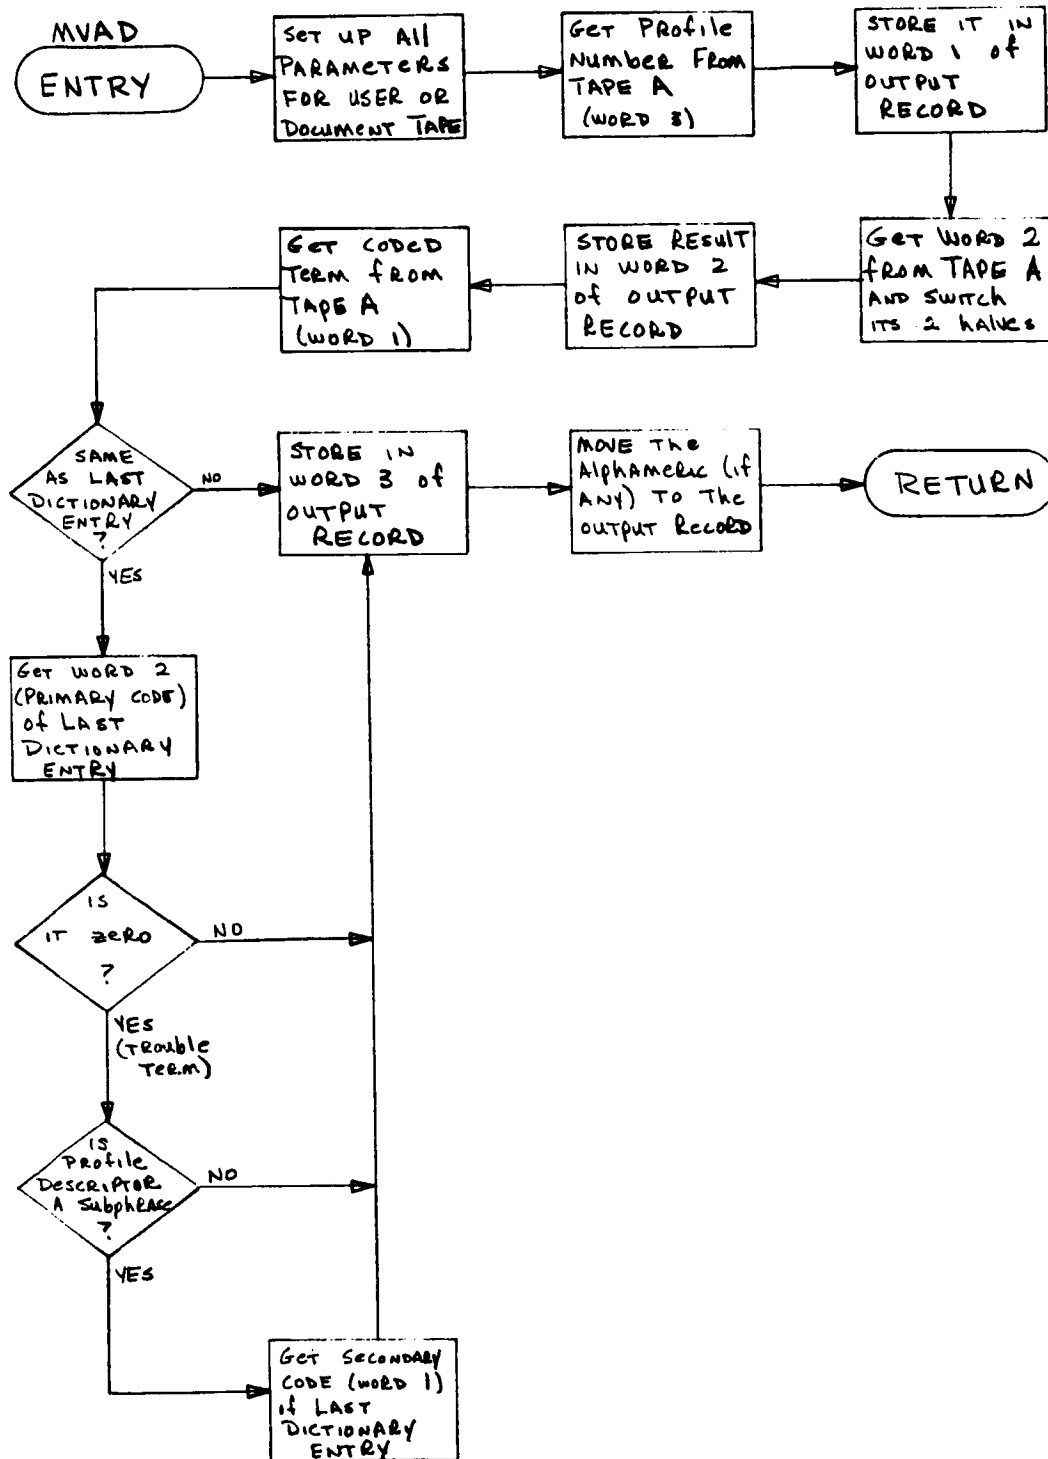 MVAD
ENTRY
Set up All
PARAMETERS
FOR USER OR
Document TAPE
Get Profile
Number From
TAPE A
(WORD 3)
STORE IT IN
WORD 1 of
OUTPUT
RECORD
Get WORD 2
from TAPE A
AND SWITCH
ITS 2 halves
STORE RESULT
IN WORD 2
of OUTPUT
RECORD
Get CODED
Term from
TAPE A
(WORD 1)
SAME
AS LAST
DICTIONARY
ENTRY
?
NO
YES
STORE IN
WORD 3 of
OUTPUT
RECORD
MOVE The
Alphameric (if
ANY) TO The
OUTPUT RECORD
RETURN
Get WORD 2
(PRIMARY CODE)
of LAST
DICTIONARY
ENTRY
IS
IT zero
?
NO
YES
(Trouble
Term)
IS
Profile
Descriptor
A Subphrase
?
NO
YES
Get Secondary
CODE (WORD 1)
if LAST
DICTIONARY
ENTRY